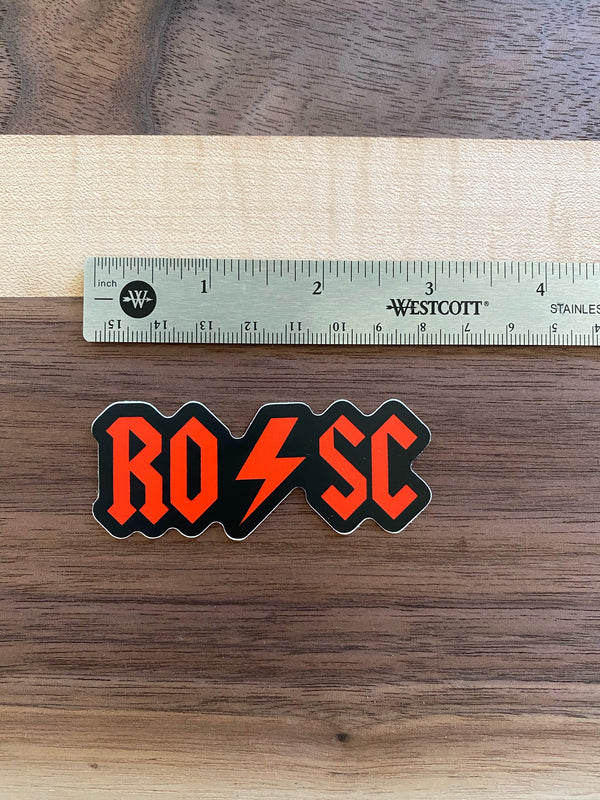 inch 1 2 3 4
W WESTCOTT® STAINLES
15 14 13 12 11 10 9 8 7 6 5
RO⚡SC